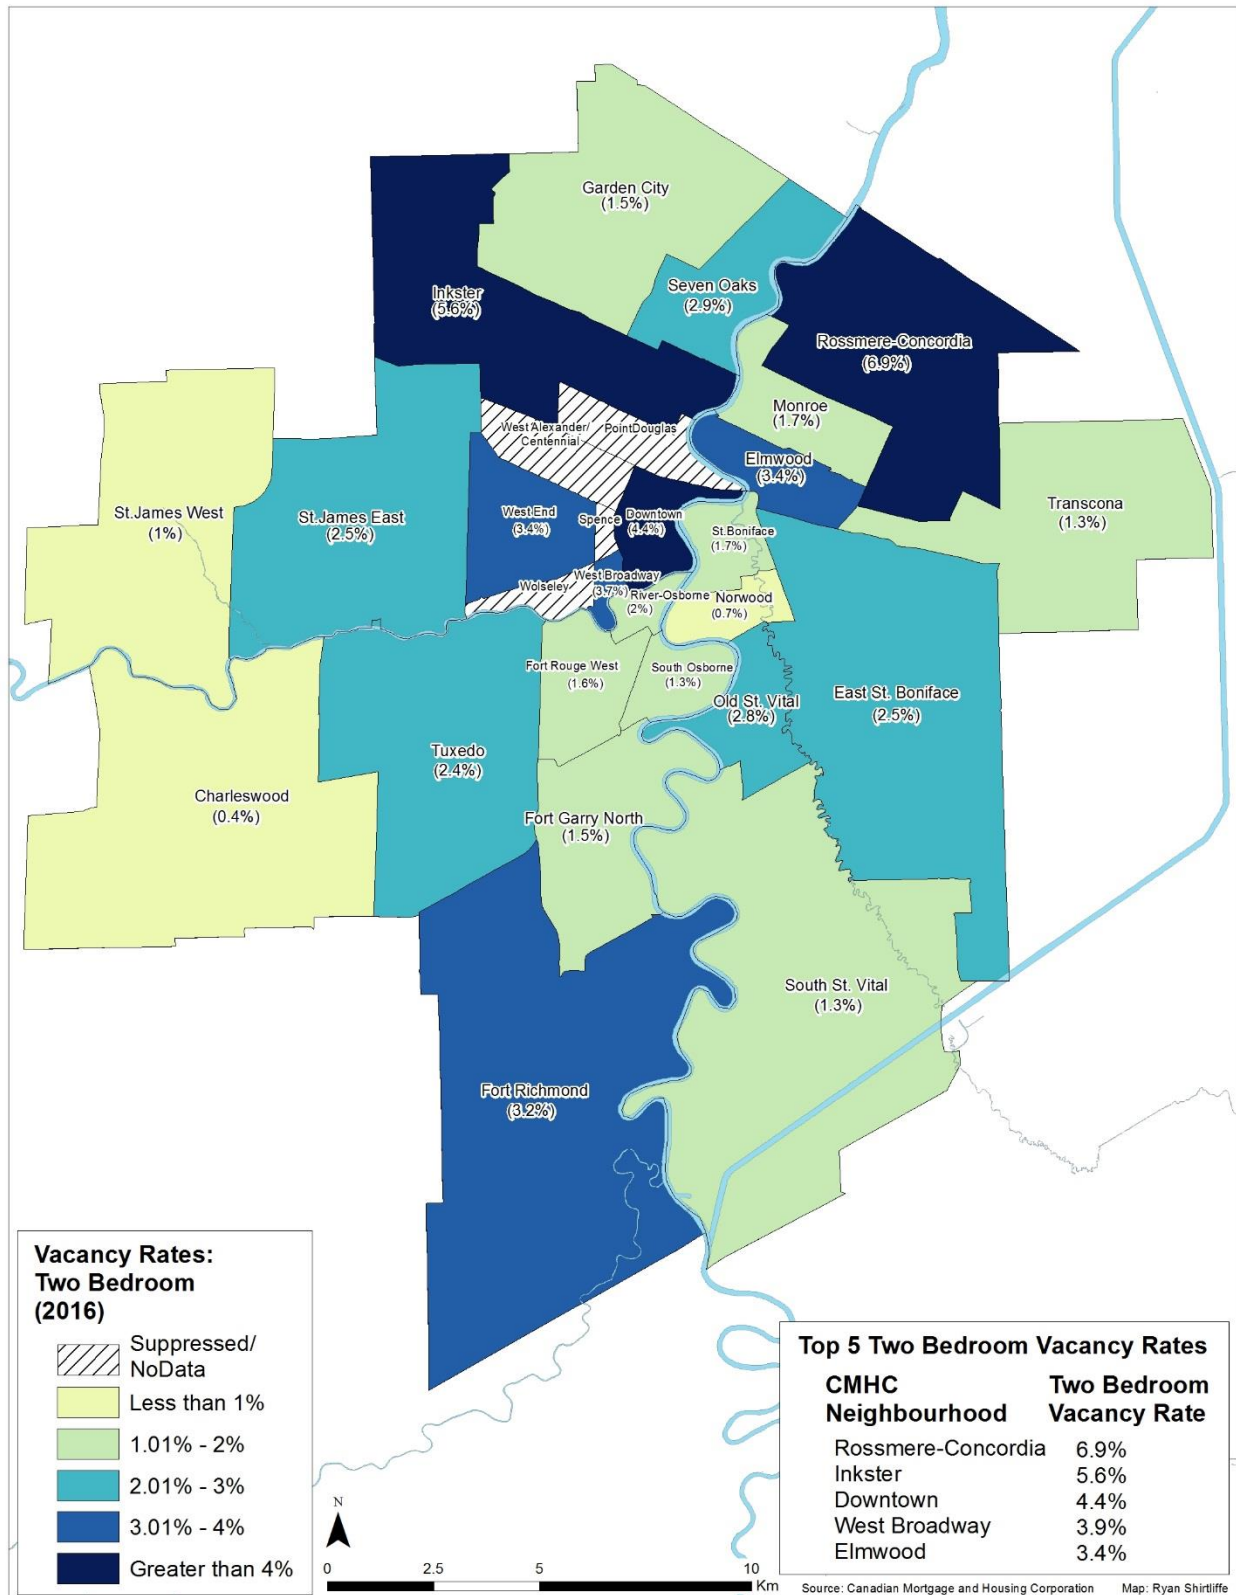 Garden City
(1.5%)
Seven Oaks
(2.9%)
Inkster
(5.6%)
Rossmere-Concordia
(6.9%)
Monroe
(1.7%)
West Alexander/
Centennial
PointDouglas
Elmwood
(3.4%)
Transcona
(1.3%)
St.James West
(1%)
St.James East
(2.5%)
West End
(3.4%)
Spence
Downtown
(4.4%)
St.Boniface
(1.7%)
Wolseley
West Broadway
(3.7%)
River-Osborne
(2%)
Norwood
(0.7%)
Fort Rouge West
(1.6%)
South Osborne
(1.3%)
Old St. Vital
(2.8%)
East St. Boniface
(2.5%)
Tuxedo
(2.4%)
Charleswood
(0.4%)
Fort Garry North
(1.5%)
South St. Vital
(1.3%)
Fort Richmond
(3.2%)
Vacancy Rates:
Two Bedroom
(2016)
Suppressed/
NoData
Less than 1%
1.01% - 2%
2.01% - 3%
3.01% - 4%
Greater than 4%
N
0 2.5 5 10
Km
Top 5 Two Bedroom Vacancy Rates
CMHC Two Bedroom
Neighbourhood Vacancy Rate
Rossmere-Concordia 6.9%
Inkster 5.6%
Downtown 4.4%
West Broadway 3.9%
Elmwood 3.4%
Source: Canadian Mortgage and Housing Corporation Map: Ryan Shirtliffe